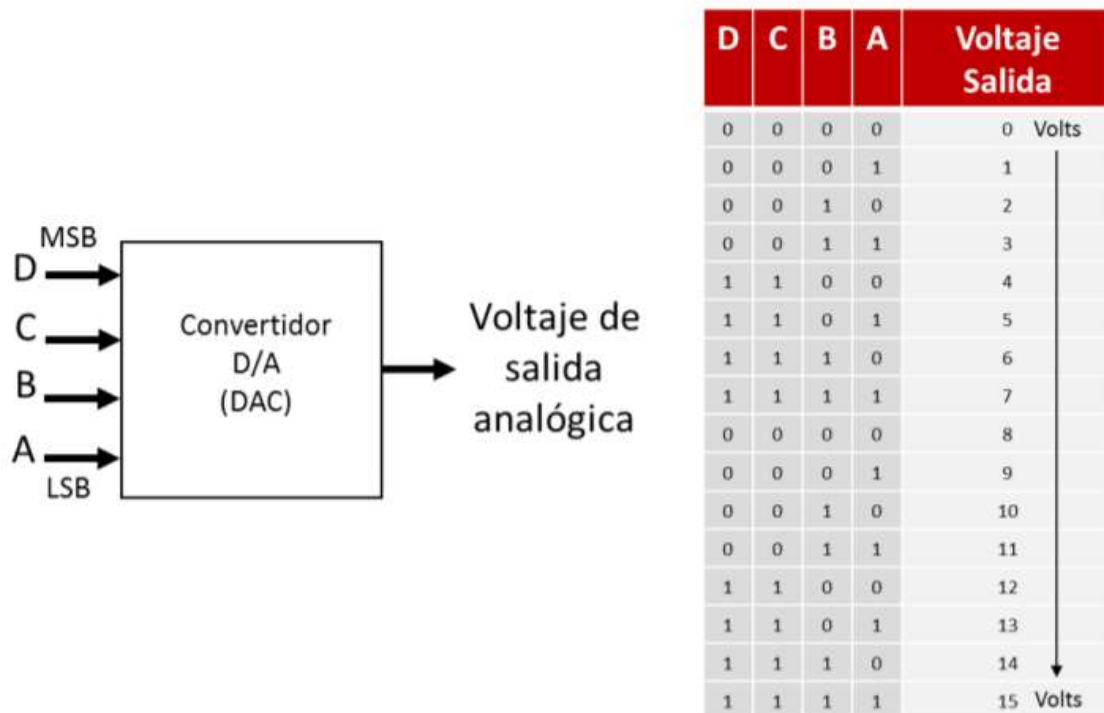 MSB
D
C
B
A
LSB
Convertidor
D/A
(DAC)
Voltaje de
salida
analógica
D C B A Voltaje
Salida
0 0 0 0 0 Volts
0 0 0 1 1
0 0 1 0 2
0 0 1 1 3
1 1 0 0 4
1 1 0 1 5
1 1 1 0 6
1 1 1 1 7
0 0 0 0 8
0 0 0 1 9
0 0 1 0 10
0 0 1 1 11
1 1 0 0 12
1 1 0 1 13
1 1 1 0 14
1 1 1 1 15 Volts